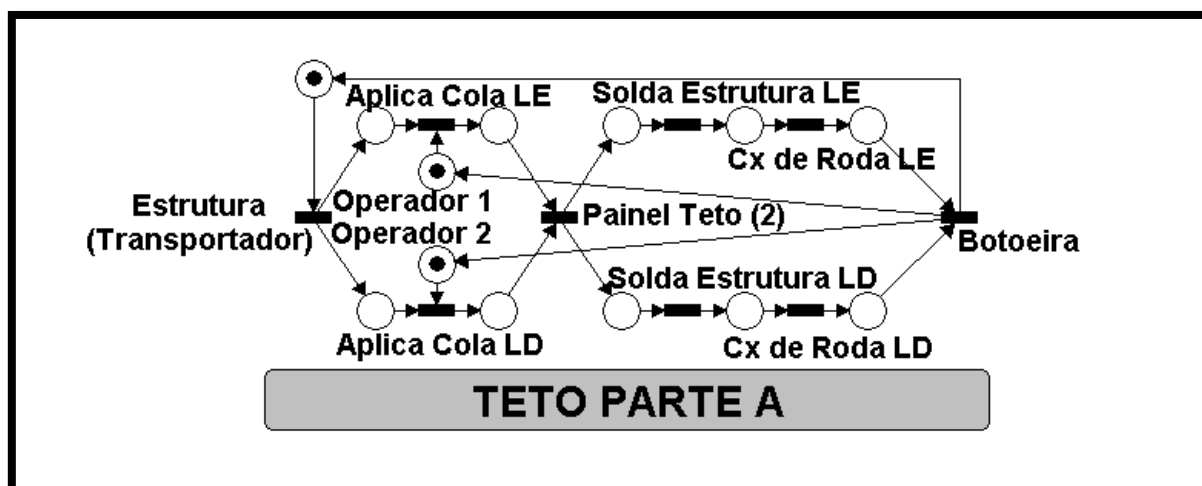 Aplica Cola LE
Solda Estrutura LE
Cx de Roda LE
Estrutura
(Transportador)
Operador 1
Operador 2
Painel Teto (2)
Botoeira
Solda Estrutura LD
Aplica Cola LD
Cx de Roda LD
TETO PARTE A